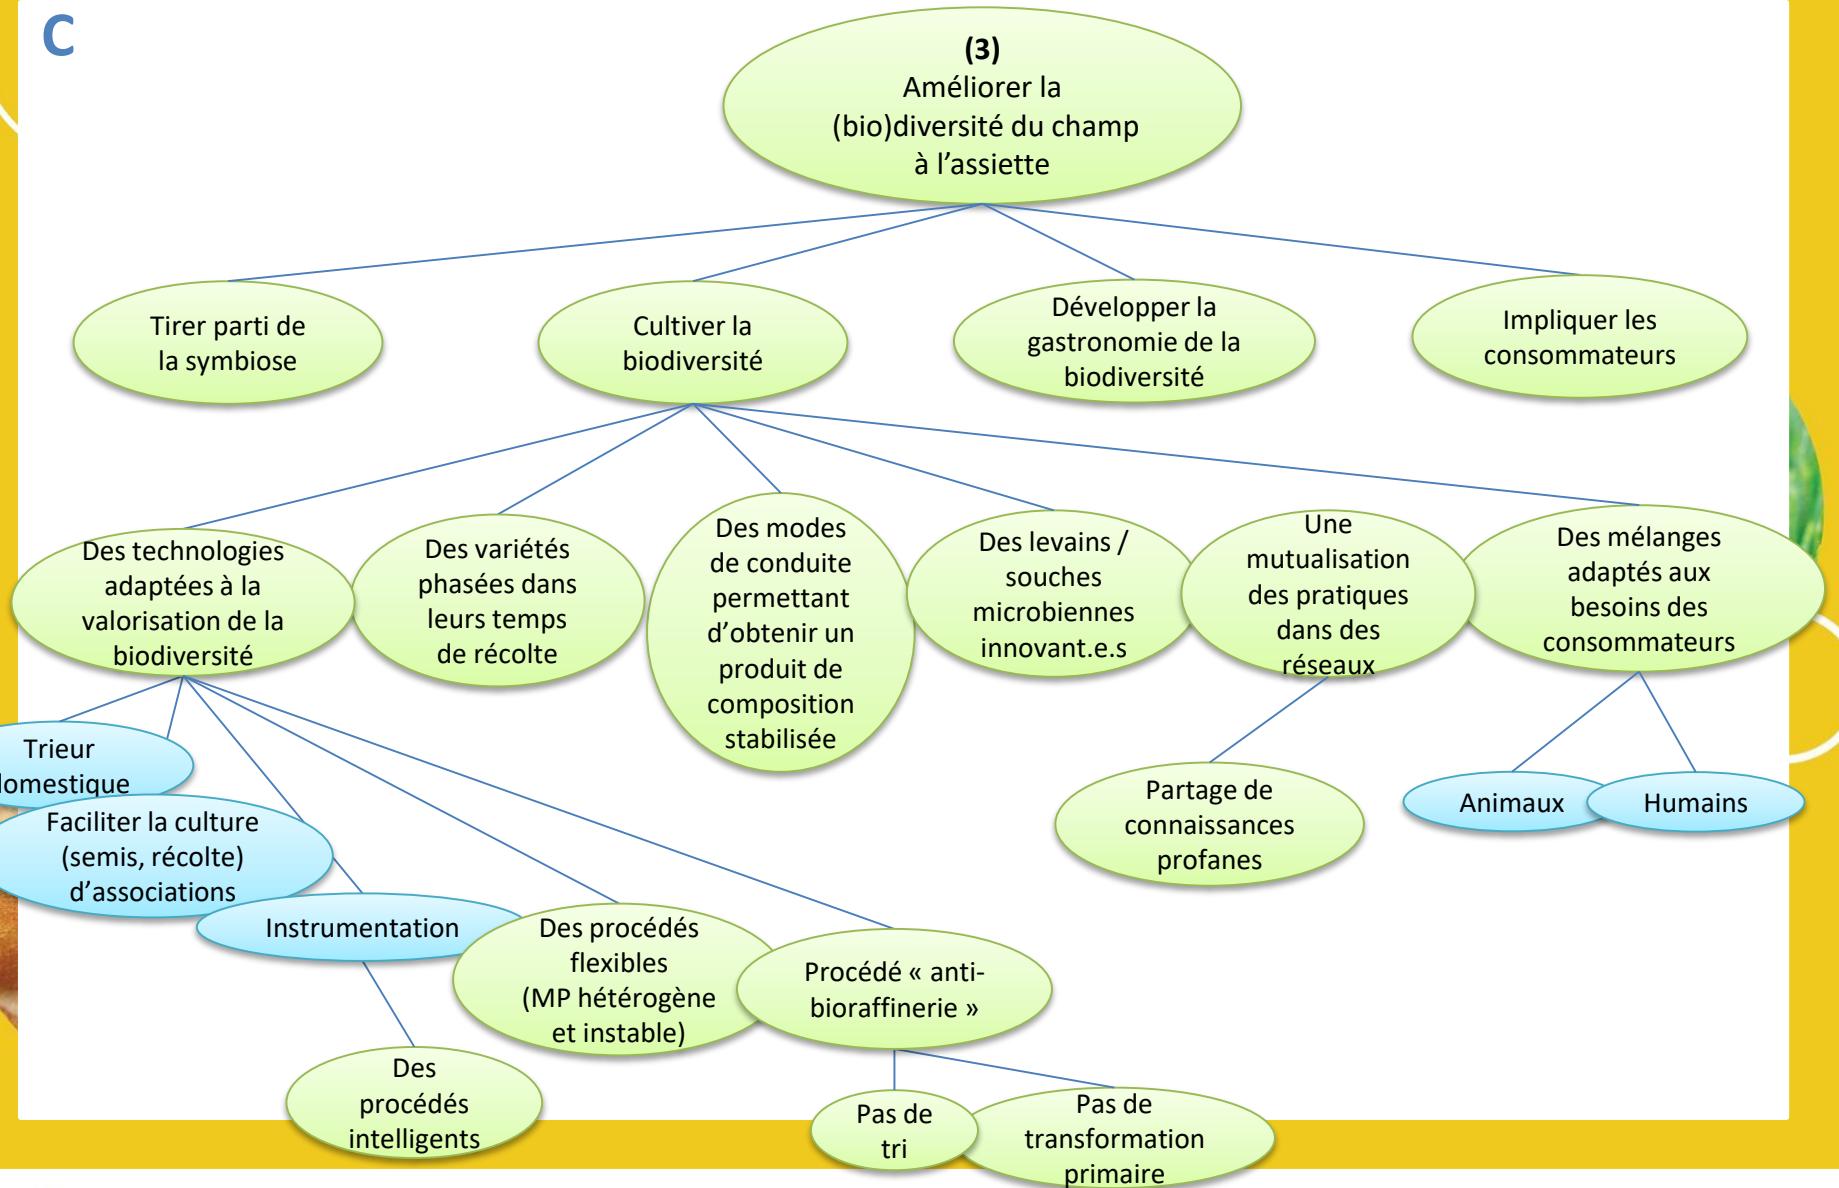 C
(3)
Améliorer la
(bio)diversité du champ
à l’assiette
Tirer parti de
la symbiose
Cultiver la
biodiversité
Développer la
gastronomie de la
biodiversité
Impliquer les
consommateurs
Des technologies
adaptées à la
valorisation de la
biodiversité
Des variétés
phasées dans
leurs temps
de récolte
Des modes
de conduite
permettant
d’obtenir un
produit de
composition
stabilisée
Des levains /
souches
microbiennes
innovant.e.s
Une
mutualisation
des pratiques
dans des
réseaux
Des mélanges
adaptés aux
besoins des
consommateurs
Trieur
domestique
Faciliter la culture
(semis, récolte)
d’associations
Instrumentation
Des procédés
flexibles
(MP hétérogène
et instable)
Procédé « anti-
bioraffinerie »
Partage de
connaissances
profanes
Animaux
Humains
Des
procédés
intelligents
Pas de
tri
Pas de
transformation
primaire